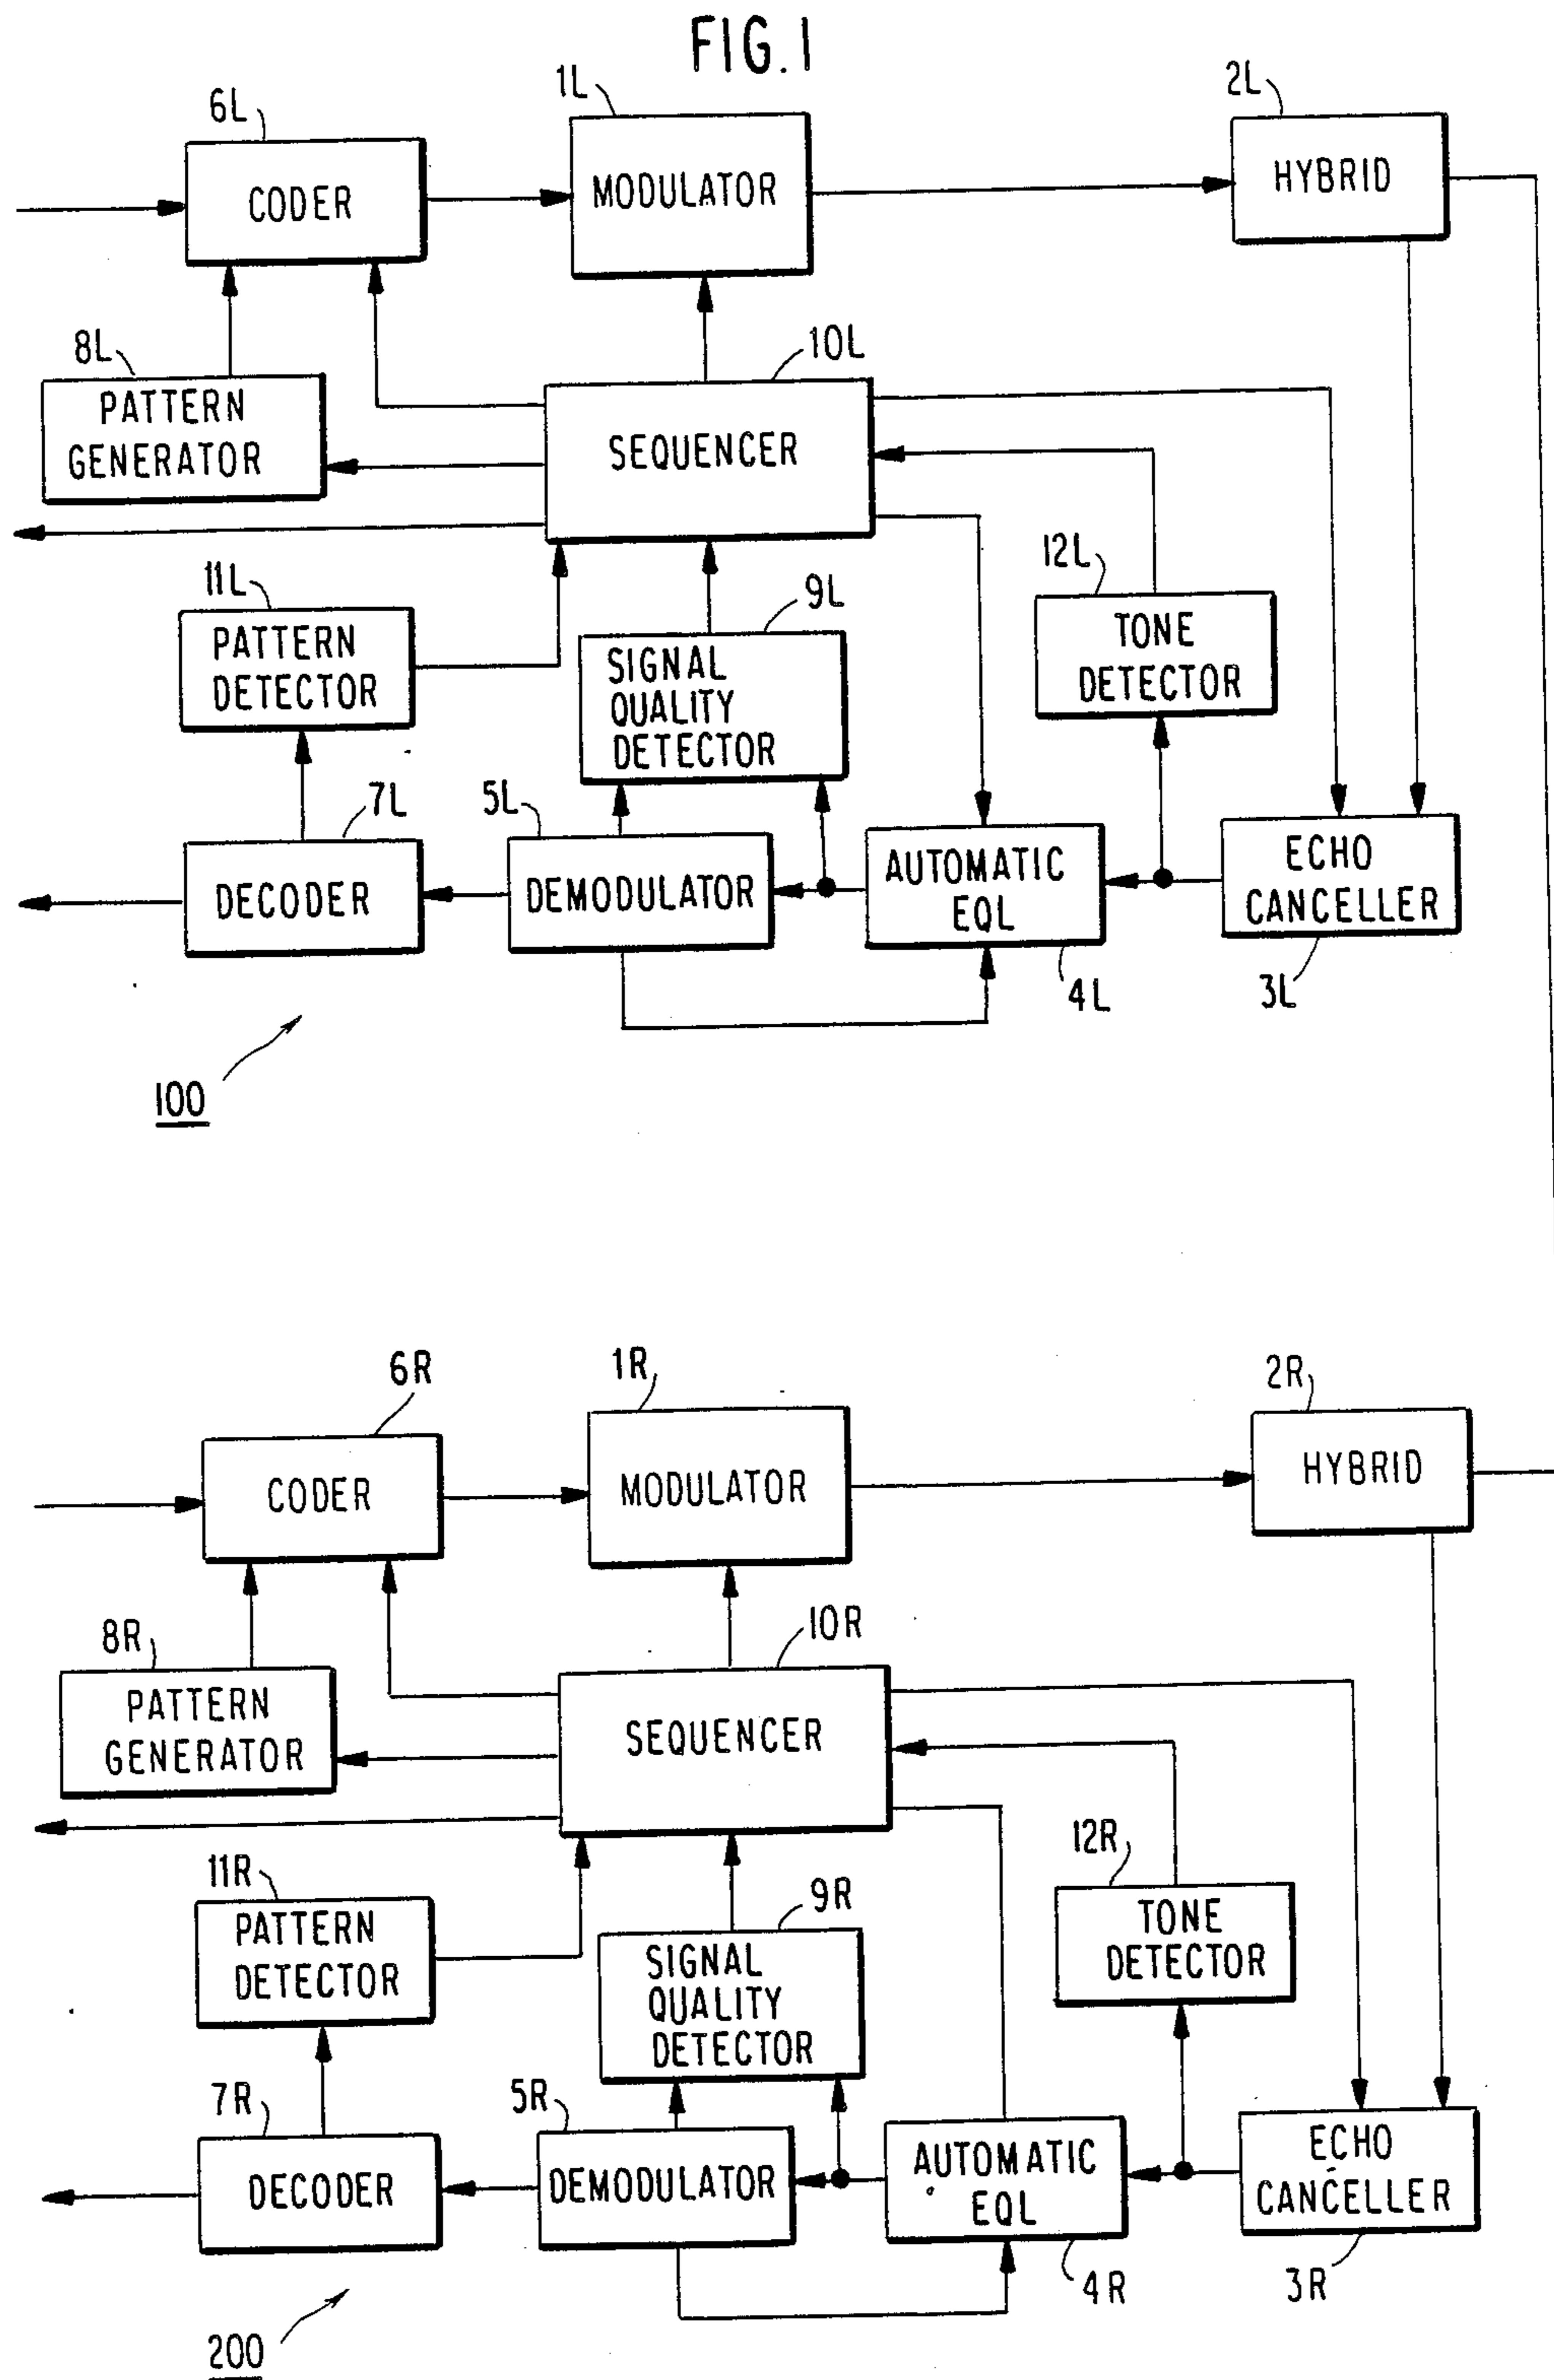 FIG.1
6L
1L
2L
CODER
MODULATOR
HYBRID
8L
10L
PATTERN
GENERATOR
SEQUENCER
11L
9L
12L
PATTERN
DETECTOR
SIGNAL
QUALITY
DETECTOR
TONE
DETECTOR
7L
5L
DECODER
DEMODULATOR
AUTOMATIC
EQL
ECHO
CANCELLER
4L
3L
100
6R
1R
2R
CODER
MODULATOR
HYBRID
8R
10R
PATTERN
GENERATOR
SEQUENCER
11R
9R
12R
PATTERN
DETECTOR
SIGNAL
QUALITY
DETECTOR
TONE
DETECTOR
7R
5R
DECODER
DEMODULATOR
AUTOMATIC
EQL
ECHO
CANCELLER
4R
3R
200